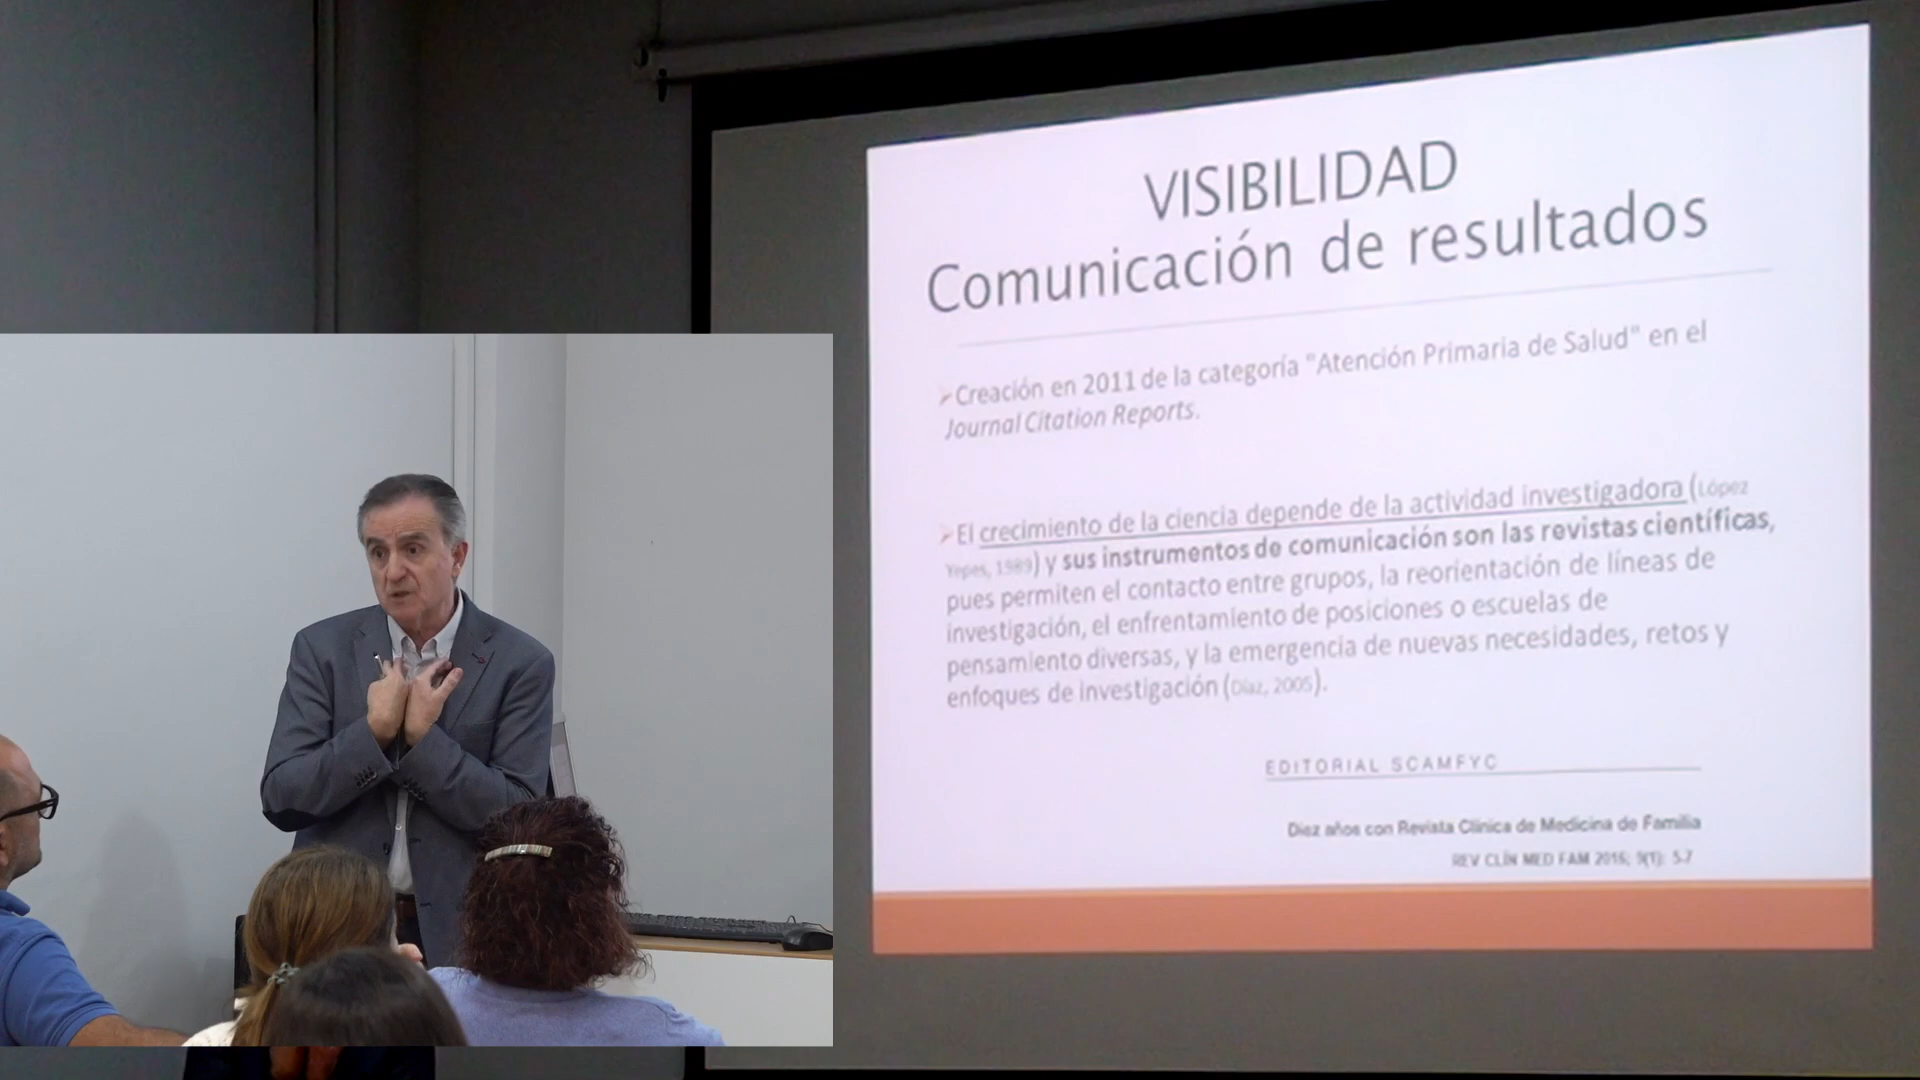 VISIBILIDAD
Comunicación de resultados
➢Creación en 2011 de la categoría "Atención Primaria de Salud" en el
Journal Citation Reports.
➢El crecimiento de la ciencia depende de la actividad investigadora (López
Yepes, 1989) y sus instrumentos de comunicación son las revistas científicas,
pues permiten el contacto entre grupos, la reorientación de líneas de
investigación, el enfrentamiento de posiciones o escuelas de
pensamiento diversas, y la emergencia de nuevas necesidades, retos y
enfoques de investigación (Díaz, 2005).
EDITORIAL SCAMFYC
Diez años con Revista Clínica de Medicina de Familia
REV CLÍN MED FAM 2016; 9(1): 5-7